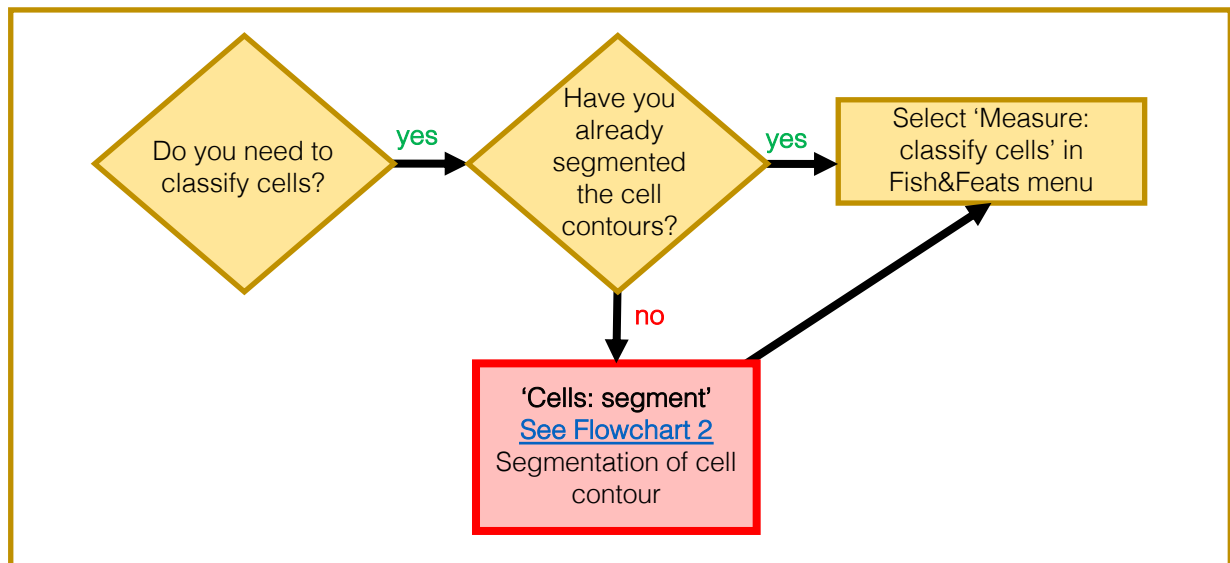 Do you need to
classify cells?
yes
Have you
already
segmented
the cell
contours?
yes
Select ‘Measure:
classify cells’ in
Fish&Feats menu
no
‘Cells: segment’
See Flowchart 2
Segmentation of cell
contour